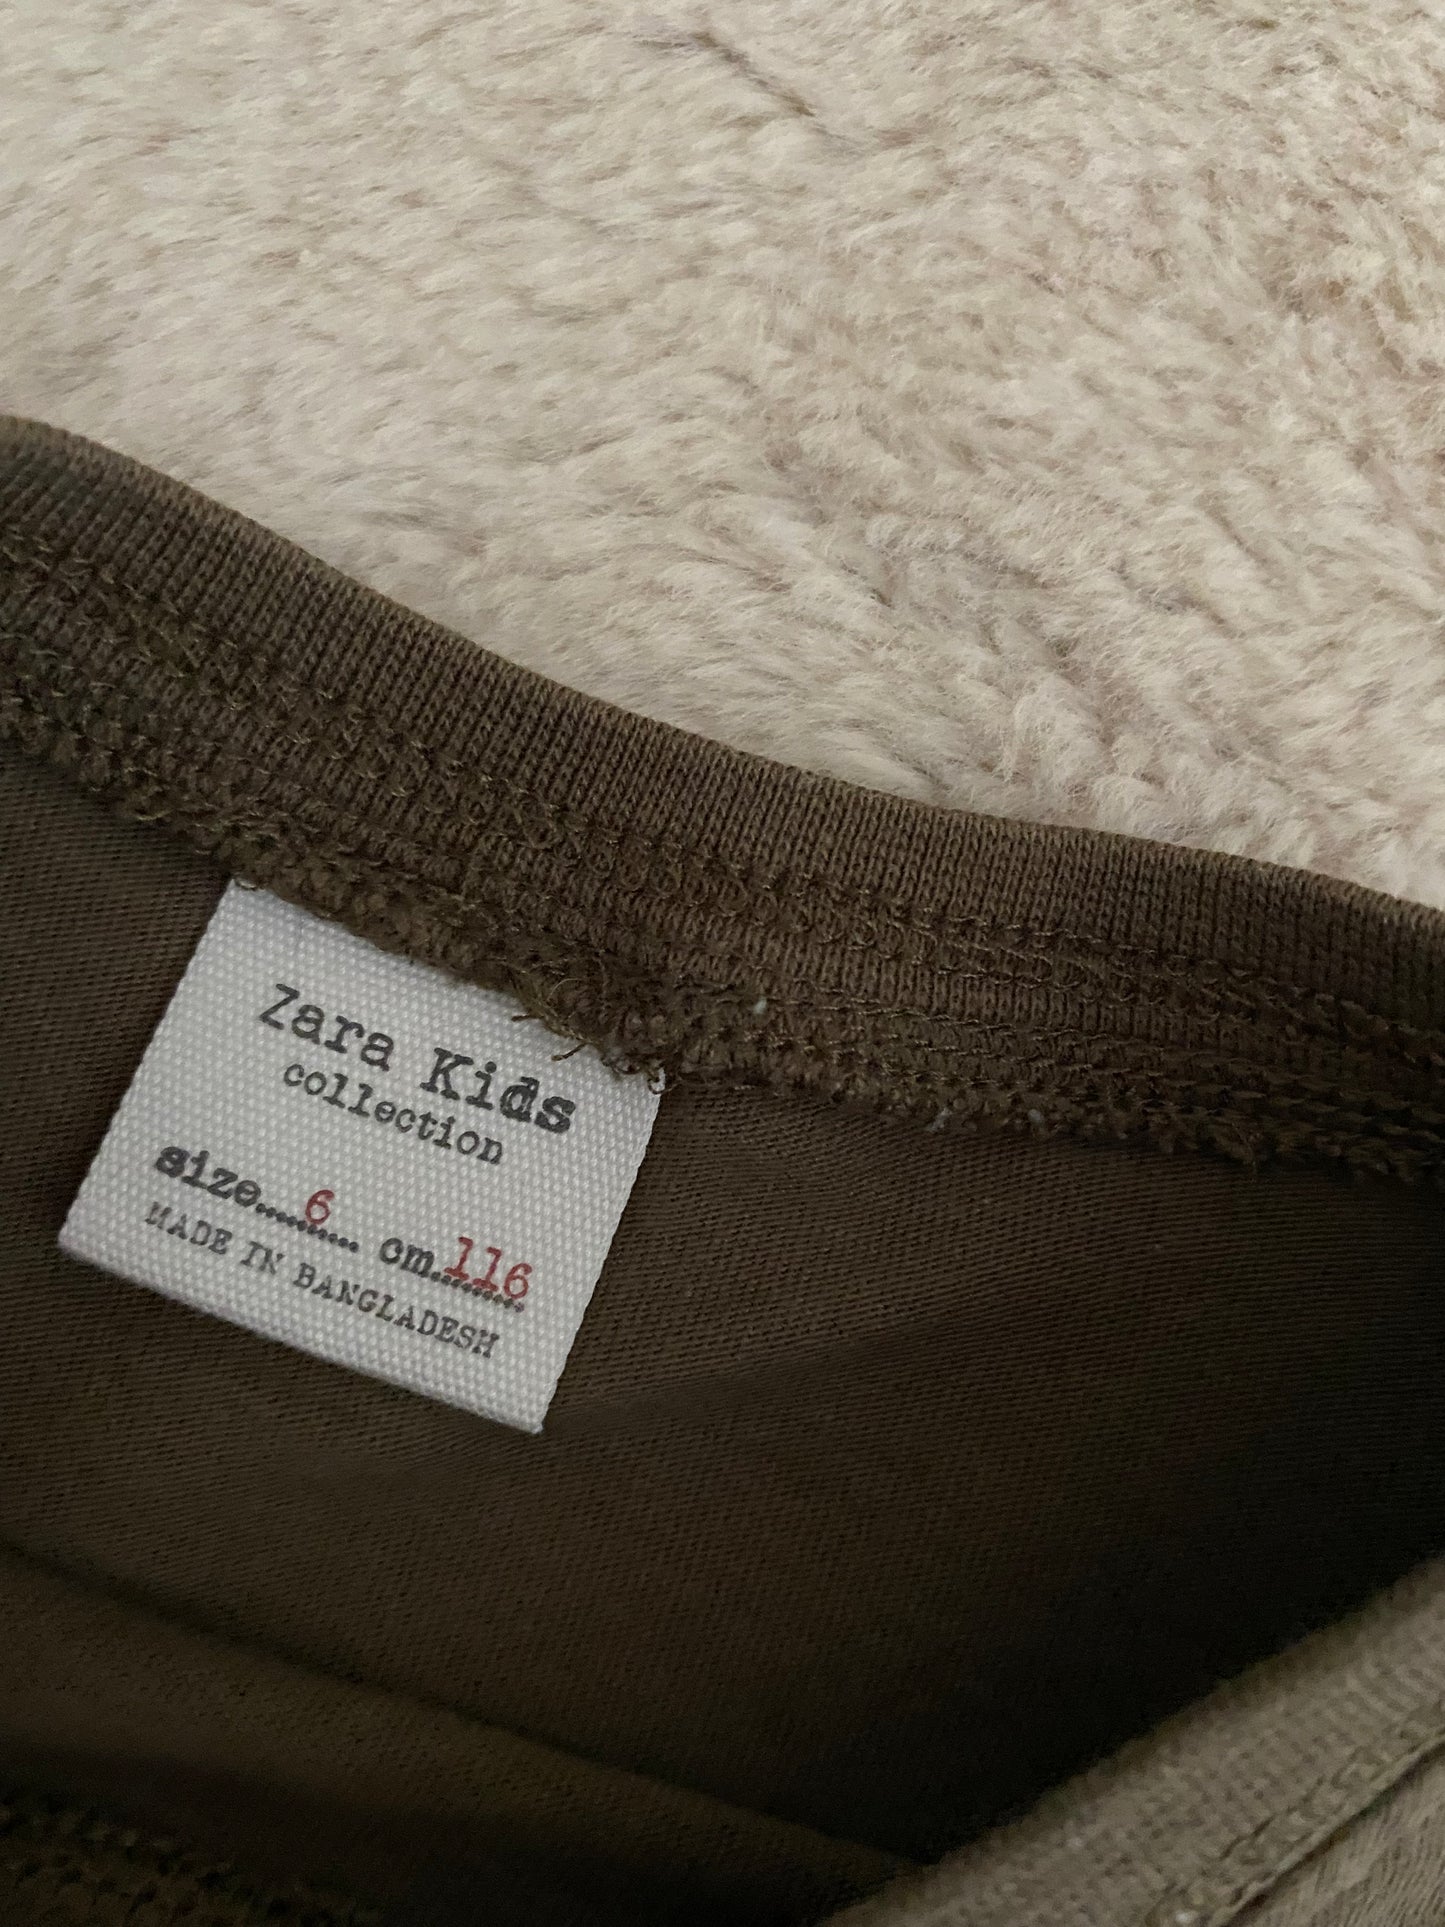 Zara Kids
collection
size....6.... cm..116
MADE IN BANGLADESH